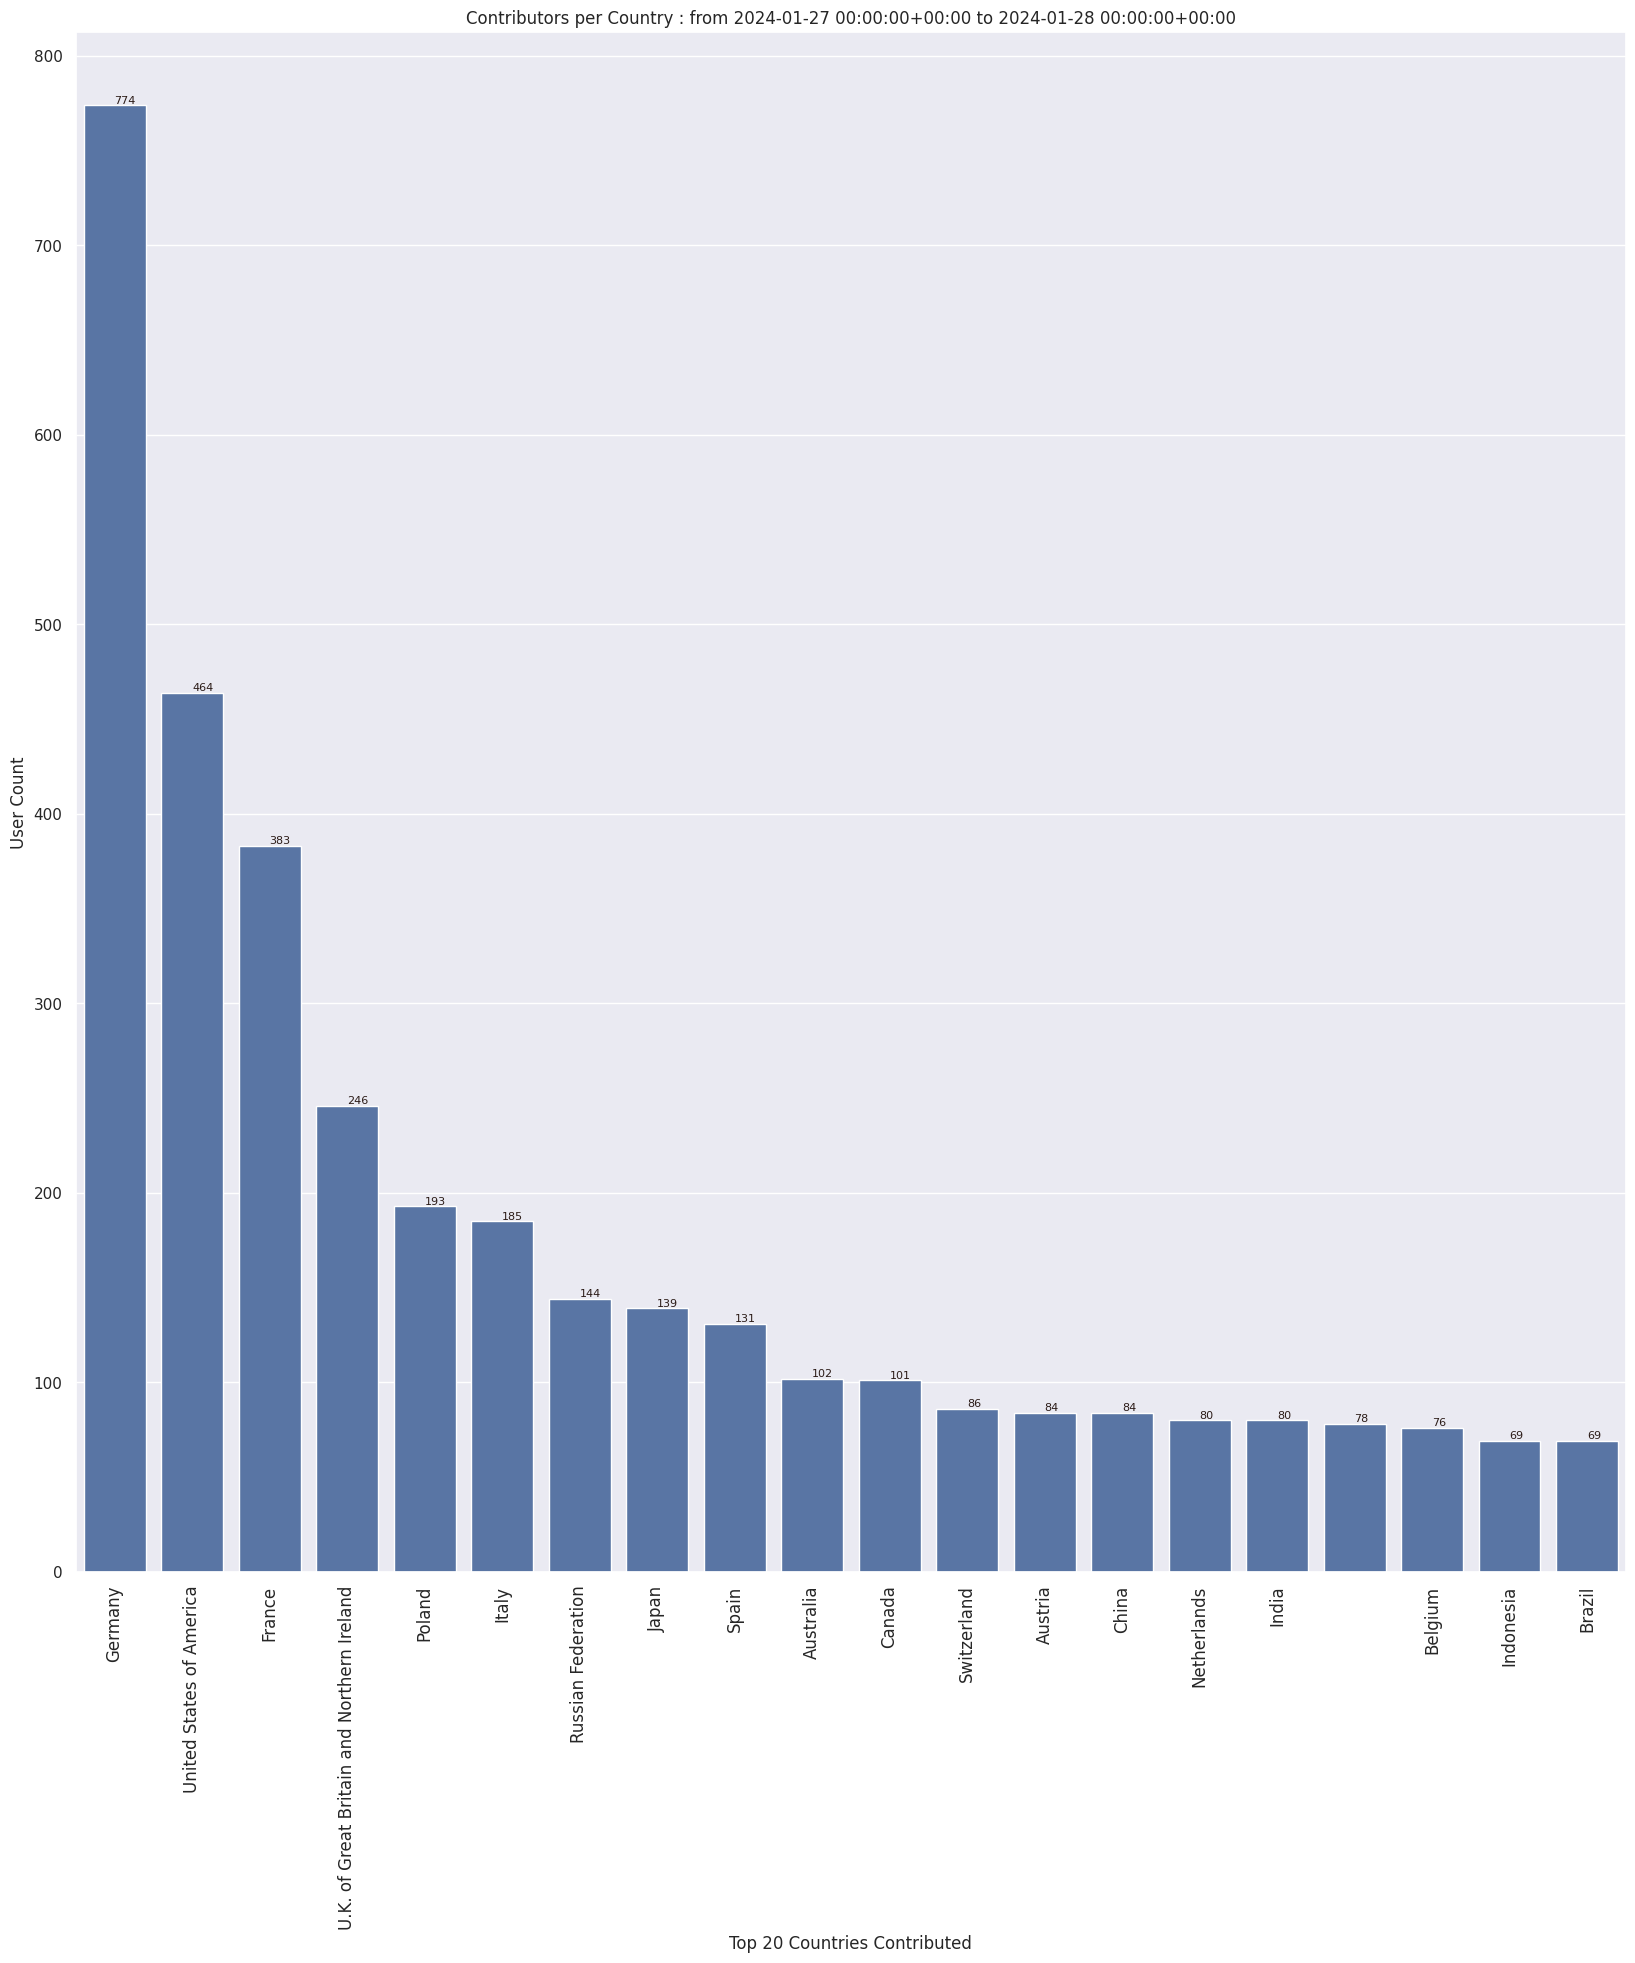 Contributors per Country : from 2024-01-27 00:00:00+00:00 to 2024-01-28 00:00:00+00:00
User Count
800
700
600
500
400
300
200
100
0
774
464
383
246
193
185
144
139
131
102
101
86
84
84
80
80
78
76
69
69
Germany
United States of America
France
U.K. of Great Britain and Northern Ireland
Poland
Italy
Russian Federation
Japan
Spain
Australia
Canada
Switzerland
Austria
China
Netherlands
India
Belgium
Indonesia
Brazil
Top 20 Countries Contributed